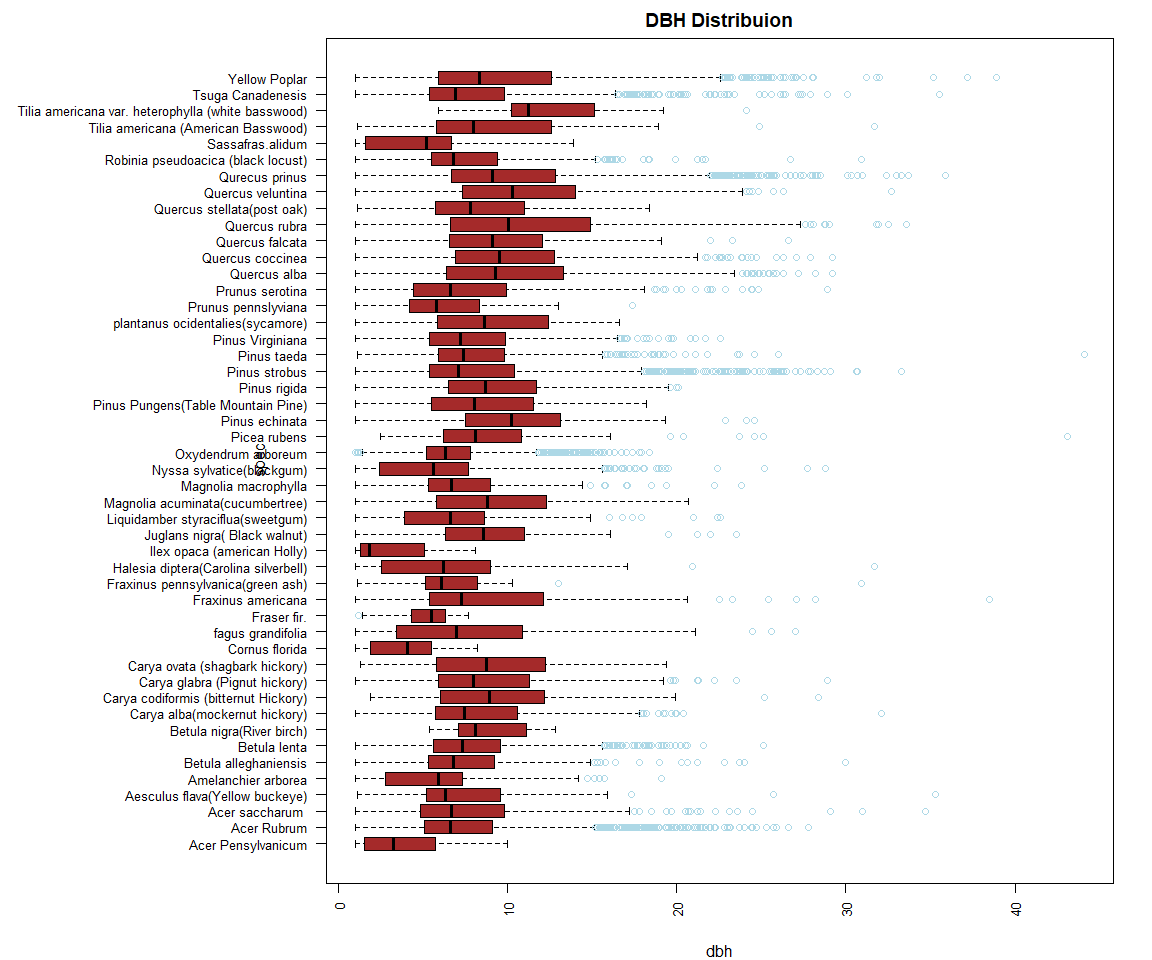 DBH Distribuion
Yellow Poplar
Tsuga Canadenesis
Tilia americana var. heterophylla (white basswood)
Tilia americana (American Basswood)
Sassafras.alidum
Robinia pseudoacica (black locust)
Qurecus prinus
Quercus veluntina
Quercus stellata(post oak)
Quercus rubra
Quercus falcata
Quercus coccinea
Quercus alba
Prunus serotina
Prunus pennslyviana
plantanus ocidentalies(sycamore)
Pinus Virginiana
Pinus taeda
Pinus strobus
Pinus rigida
Pinus Pungens(Table Mountain Pine)
Pinus echinata
Picea rubens
Oxydendrum arboreum
Nyssa sylvatice(blackgum)
Magnolia macrophylla
Magnolia acuminata(cucumbertree)
Liquidamber styraciflua(sweetgum)
Juglans nigra( Black walnut)
Ilex opaca (american Holly)
Halesia diptera(Carolina silverbell)
Fraxinus pennsylvanica(green ash)
Fraxinus americana
Fraser fir.
fagus grandifolia
Cornus florida
Carya ovata (shagbark hickory)
Carya glabra (Pignut hickory)
Carya codiformis (bitternut Hickory)
Carya alba(mockernut hickory)
Betula nigra(River birch)
Betula lenta
Betula alleghaniensis
Amelanchier arborea
Aesculus flava(Yellow buckeye)
Acer saccharum
Acer Rubrum
Acer Pensylvanicum
spec
0 10 20 30 40
dbh